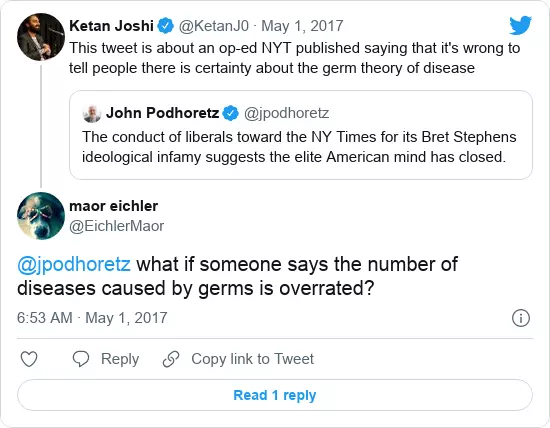 Ketan Joshi @KetanJ0 · May 1, 2017
This tweet is about an op-ed NYT published saying that it's wrong to
tell people there is certainty about the germ theory of disease
John Podhoretz @jpodhoretz
The conduct of liberals toward the NY Times for its Bret Stephens
ideological infamy suggests the elite American mind has closed.
maor eichler
@EichlerMaor
@jpodhoretz what if someone says the number of
diseases caused by germs is overrated?
6:53 AM · May 1, 2017
Reply Copy link to Tweet
Read 1 reply